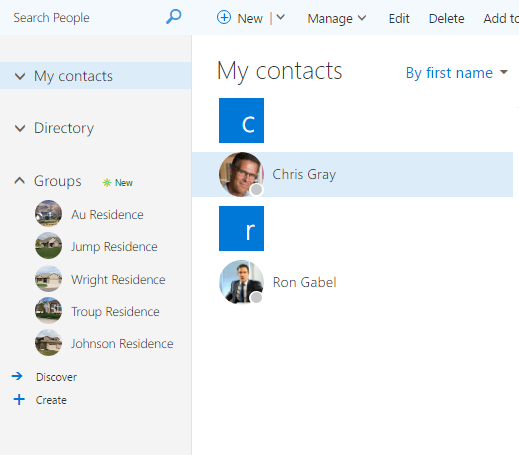 Search People
New
Manage
Edit
Delete
Add to
My contacts
Directory
Groups
New
Au Residence
Jump Residence
Wright Residence
Troup Residence
Johnson Residence
Discover
Create
My contacts
By first name
c
Chris Gray
r
Ron Gabel